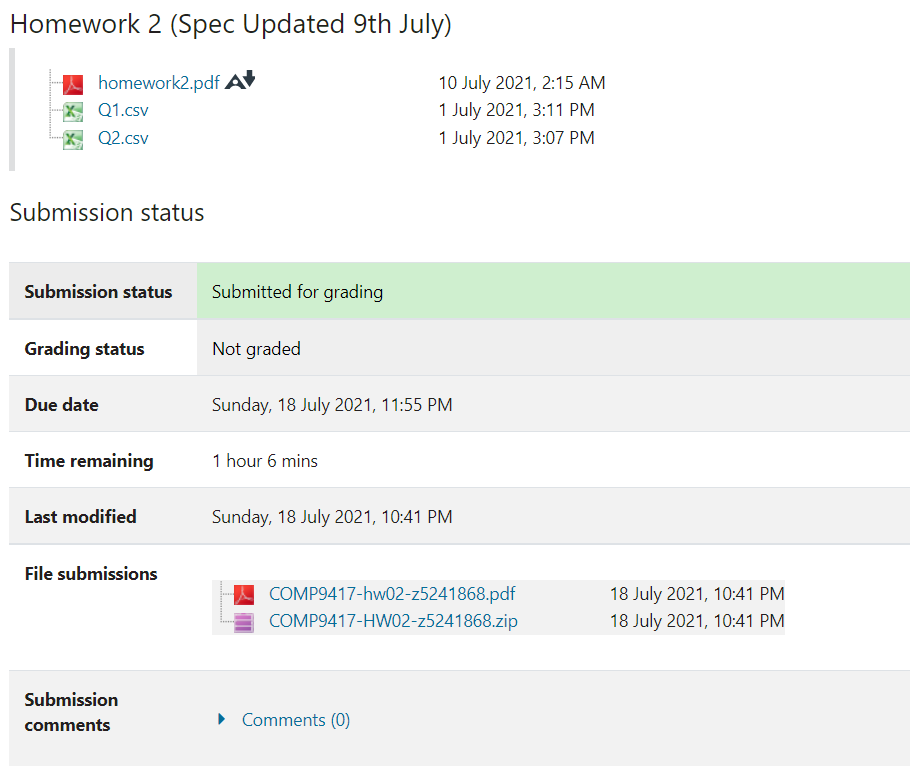 Homework 2 (Spec Updated 9th July)
homework2.pdf 10 July 2021, 2:15 AM
Q1.csv 1 July 2021, 3:11 PM
Q2.csv 1 July 2021, 3:07 PM
Submission status
Submission status Submitted for grading
Grading status Not graded
Due date Sunday, 18 July 2021, 11:55 PM
Time remaining 1 hour 6 mins
Last modified Sunday, 18 July 2021, 10:41 PM
File submissions
COMP9417-hw02-z5241868.pdf 18 July 2021, 10:41 PM
COMP9417-HW02-z5241868.zip 18 July 2021, 10:41 PM
Submission
comments
Comments (0)